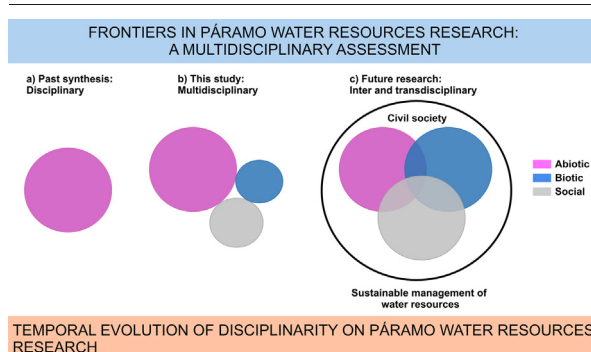 FRONTIERS IN PÁRAMO WATER RESOURCES RESEARCH:
A MULTIDISCIPLINARY ASSESSMENT
a) Past synthesis:
Disciplinary
b) This study:
Multidisciplinary
c) Future research:
Inter and transdisciplinary
Civil society
Abiotic
Biotic
Social
Sustainable management of
water resources
TEMPORAL EVOLUTION OF DISCIPLINARITY ON PÁRAMO WATER RESOURCES
RESEARCH